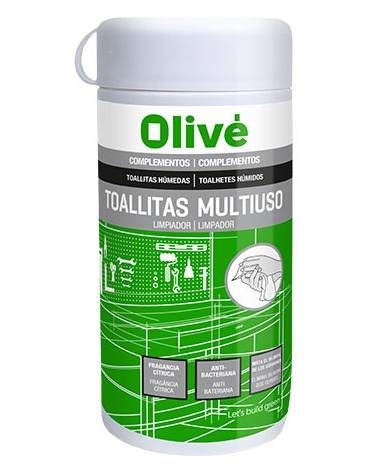 Olivé
COMPLEMENTOS | COMPLEMENTOS
TOALLITAS HÚMEDAS | TOALHETES HÚMIDOS
TOALLITAS MULTIUSO
LIMPIADOR | LIMPADOR
FRAGANCIA
CÍTRICA
FRAGÂNCIA
CÍTRICA
ANTI-
BACTERIANA
ANTI
BATERIANA
Let's build green